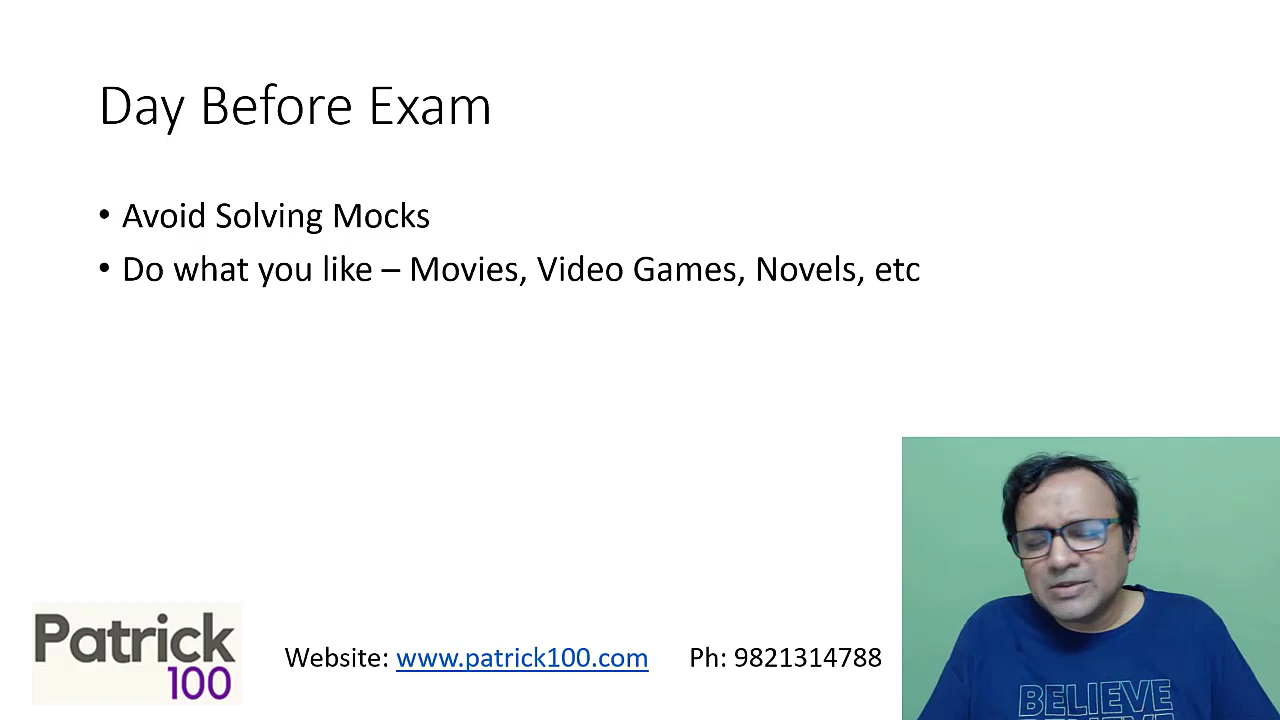 Day Before Exam
• Avoid Solving Mocks
• Do what you like – Movies, Video Games, Novels, etc
Patrick
100
Website: www.patrick100.com Ph: 9821314788
BELIEVE